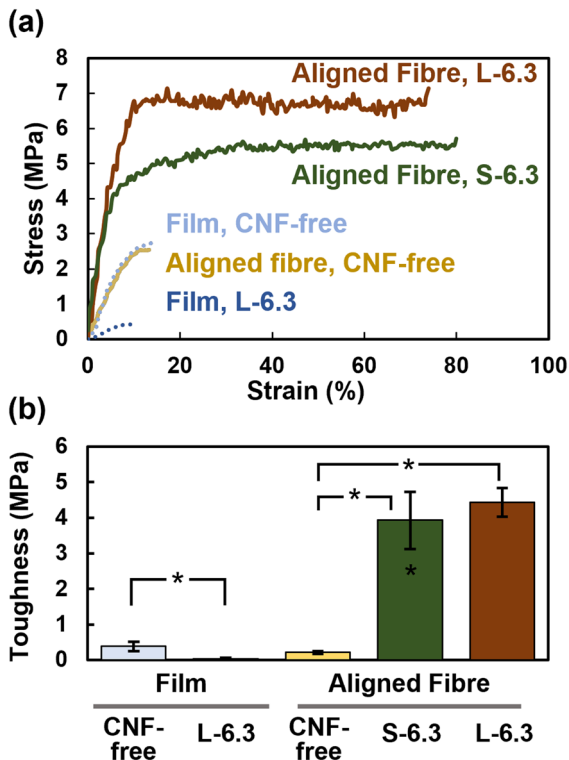 (a)
8
7
6
5
4
3
2
1
0
Stress (MPa)
Aligned Fibre, L-6.3
Aligned Fibre, S-6.3
Film, CNF-free
Aligned fibre, CNF-free
Film, L-6.3
0 20 40 60 80 100
Strain (%)
(b)
6
5
4
3
2
1
0
Toughness (MPa)
*
*
*
*
Film Aligned Fibre
CNF-free L-6.3 CNF-free S-6.3 L-6.3